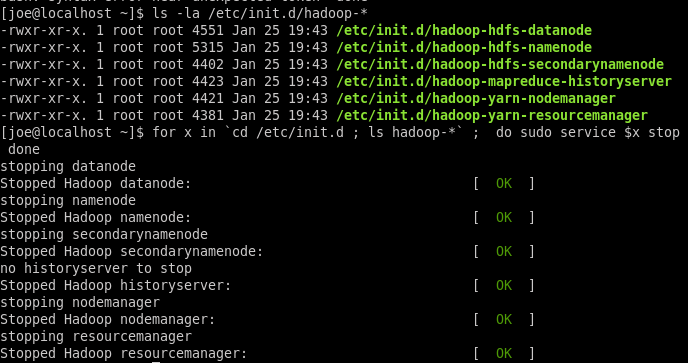 [joe@localhost ~]$ ls -la /etc/init.d/hadoop-*
-rwxr-xr-x. 1 root root 4551 Jan 25 19:43 /etc/init.d/hadoop-hdfs-datanode
-rwxr-xr-x. 1 root root 5315 Jan 25 19:43 /etc/init.d/hadoop-hdfs-namenode
-rwxr-xr-x. 1 root root 4402 Jan 25 19:43 /etc/init.d/hadoop-hdfs-secondarynamenode
-rwxr-xr-x. 1 root root 4423 Jan 25 19:43 /etc/init.d/hadoop-mapreduce-historyserver
-rwxr-xr-x. 1 root root 4421 Jan 25 19:43 /etc/init.d/hadoop-yarn-nodemanager
-rwxr-xr-x. 1 root root 4381 Jan 25 19:43 /etc/init.d/hadoop-yarn-resourcemanager
[joe@localhost ~]$ for x in `cd /etc/init.d ; ls hadoop-*` ;  do sudo service $x stop
 done
stopping datanode
Stopped Hadoop datanode:                                   [  OK  ]
stopping namenode
Stopped Hadoop namenode:                                   [  OK  ]
stopping secondarynamenode
Stopped Hadoop secondarynamenode:                          [  OK  ]
no historyserver to stop
Stopped Hadoop historyserver:                              [  OK  ]
stopping nodemanager
Stopped Hadoop nodemanager:                                [  OK  ]
stopping resourcemanager
Stopped Hadoop resourcemanager:                            [  OK  ]